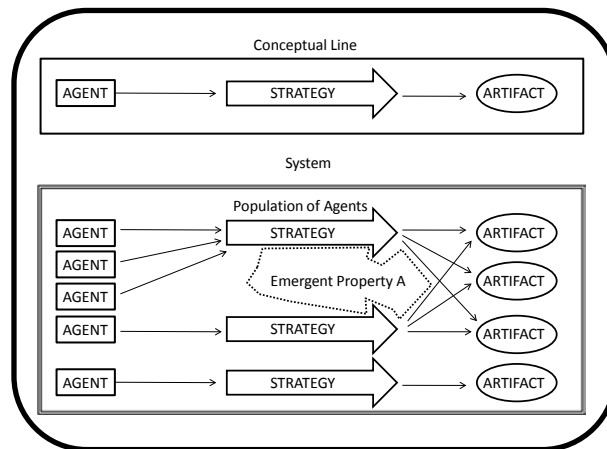 Conceptual Line
AGENT STRATEGY ARTIFACT
System
Population of Agents
AGENT STRATEGY ARTIFACT
AGENT
Emergent Property A ARTIFACT
AGENT
AGENT STRATEGY ARTIFACT
AGENT STRATEGY ARTIFACT